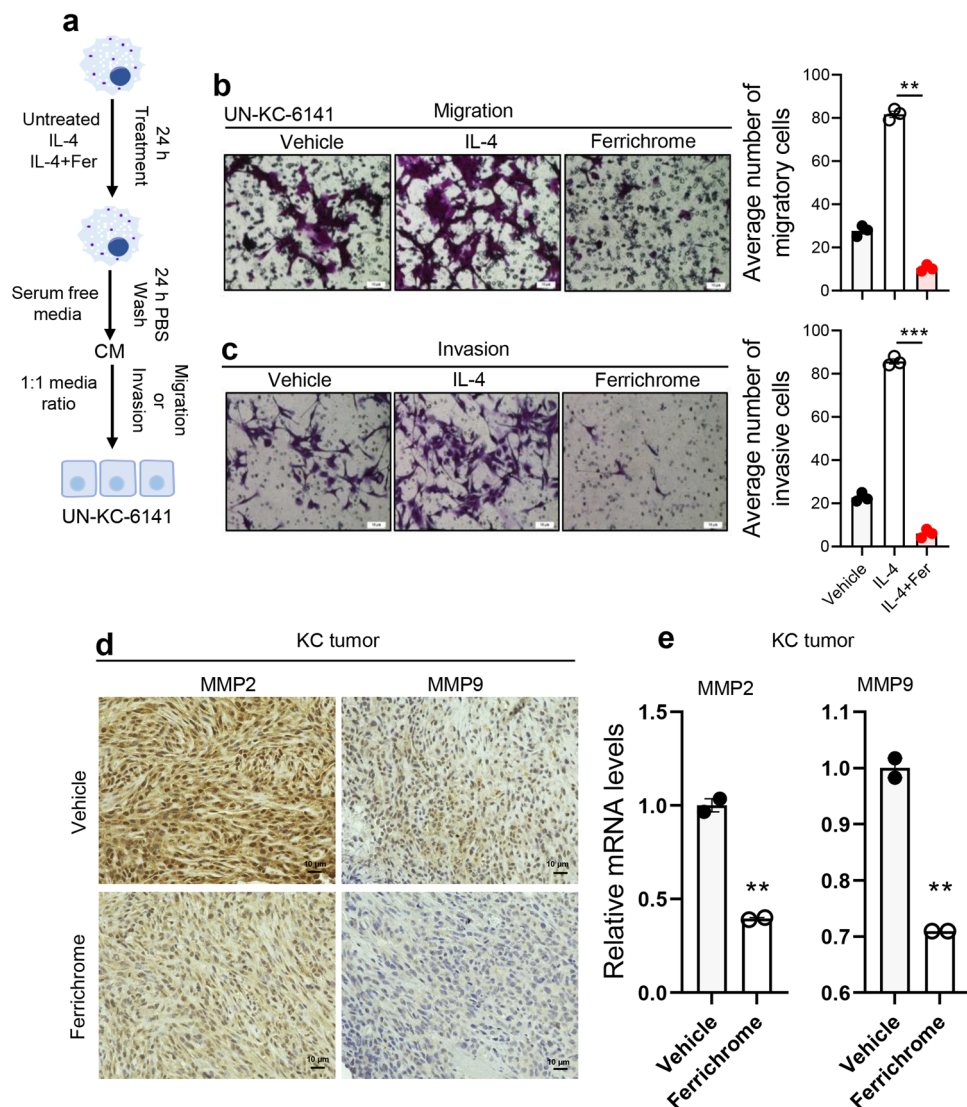 a
Untreated
IL-4
IL-4+Fer
24 h
Treatment
Serum free
media
24 h PBS
Wash
CM
1:1 media
ratio
Migration
or
Invasion
UN-KC-6141
b
UN-KC-6141
Migration
Vehicle
IL-4
Ferrichrome
Average number of
migratory cells
100
80
60
40
20
0
**
c
Invasion
Vehicle
IL-4
Ferrichrome
Average number of
invasive cells
100
80
60
40
20
0
***
Vehicle
IL-4
IL-4+Fer
d
KC tumor
MMP2
MMP9
Vehicle
10 µm
10 µm
Ferrichrome
10 µm
10 µm
e
KC tumor
MMP2
MMP9
Relative mRNA levels
1.5
1.0
0.5
0.0
**
Vehicle
Ferrichrome
1.1
1.0
0.9
0.8
0.7
0.6
**
Vehicle
Ferrichrome